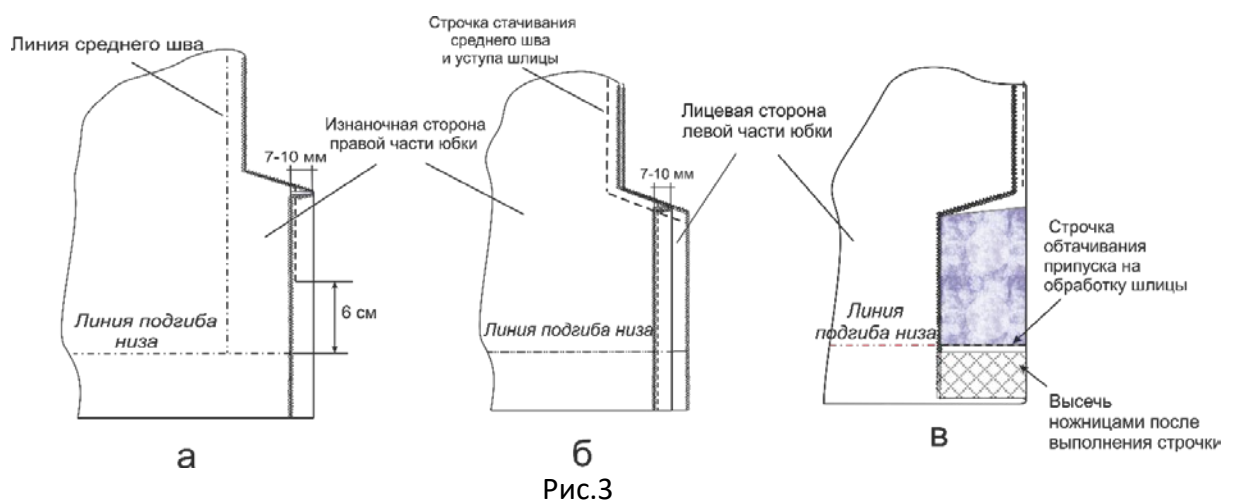 Линия среднего шва
7-10 мм
6 см
Линия подгиба
низа
а
Строчка стачивания
среднего шва
и уступа шлицы
Изнаночная сторона
правой части юбки
7-10 мм
Линия подгиба низа
б
Лицевая сторона
левой части юбки
Строчка
обтачивания
припуска на
обработку шлицы
Линия
подгиба низа
Высечь
ножницами после
выполнения строчки
в
Рис.3